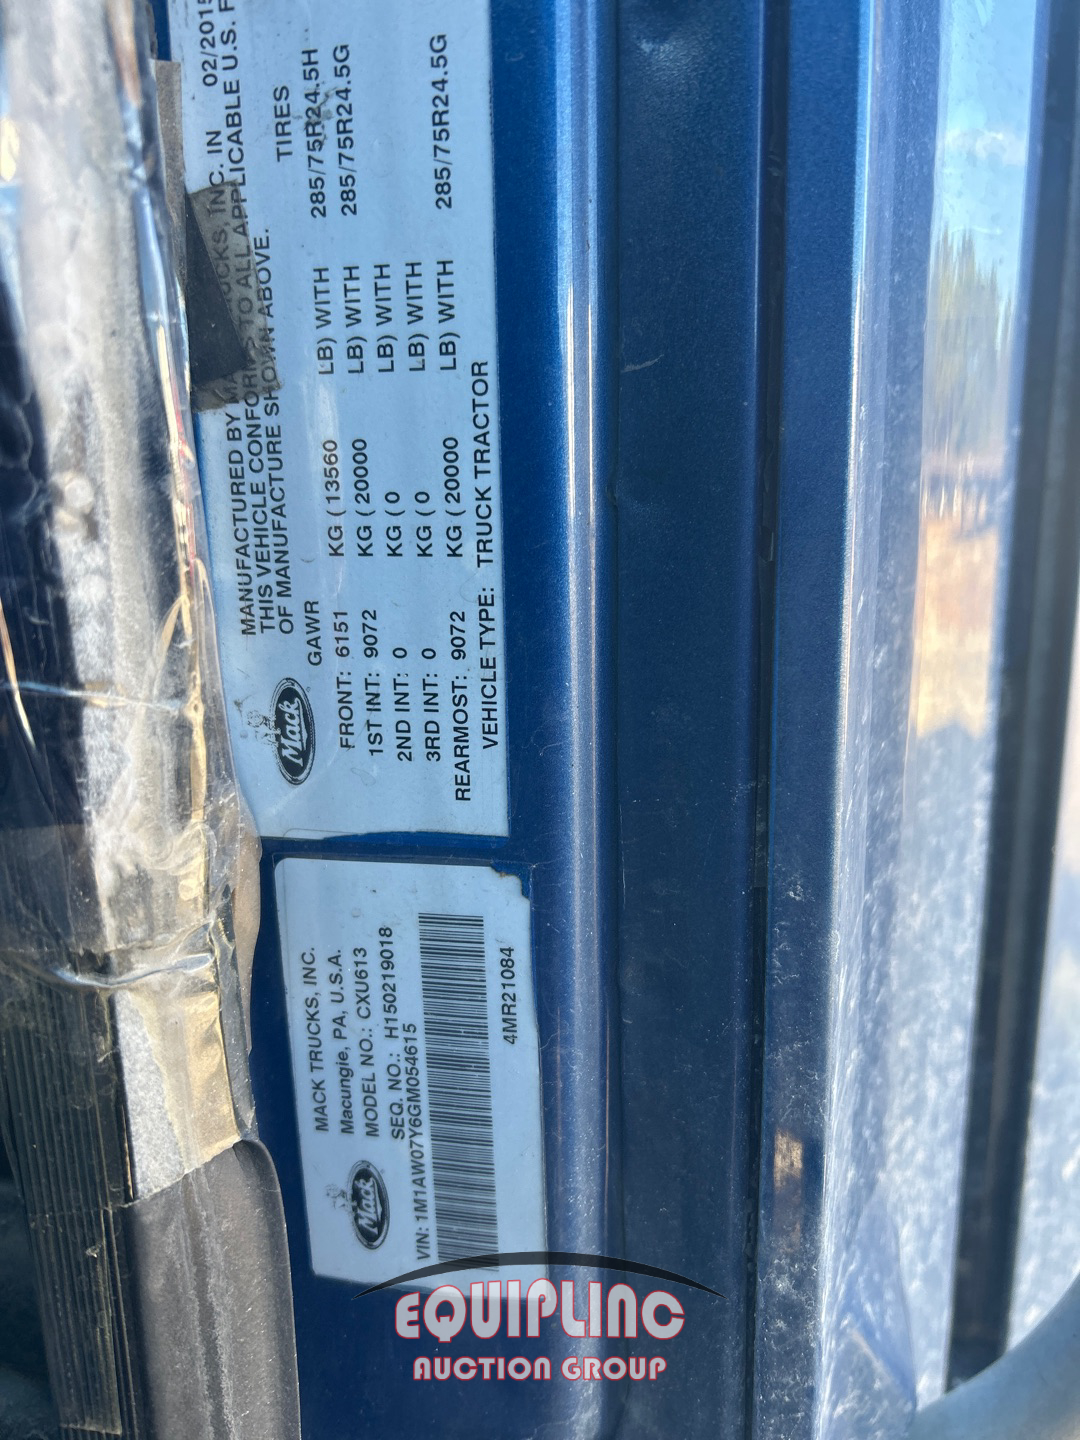 MANUFACTURED BY MACK TRUCKS, INC. IN 02/2015
THIS VEHICLE CONFORMS TO ALL APPLICABLE U.S. F
OF MANUFACTURE SHOWN ABOVE.
GAWR TIRES
FRONT: 6151 KG ( 13560 LB) WITH 285/75R24.5H
1ST INT: 9072 KG ( 20000 LB) WITH 285/75R24.5G
2ND INT: 0 KG ( 0 LB) WITH
3RD INT: 0 KG ( 0 LB) WITH
REARMOST: 9072 KG ( 20000 LB) WITH 285/75R24.5G
VEHICLE TYPE: TRUCK TRACTOR
Mack
MACK TRUCKS, INC.
Macungie, PA, U.S.A.
MODEL NO.: CXU613
SEQ. NO.: H150219018
VIN: 1M1AW07Y6GM054615
4MR21084
Mack
EQUIPLINC
AUCTION GROUP